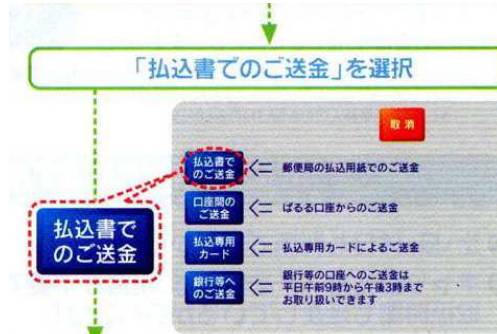 「払込書でのご送金」を選択
取消
払込書で
のご送金
郵便局の払込用紙でのご送金
口座間の
ご送金
ぱるる口座からのご送金
払込書で
のご送金
払込専用
カード
払込専用カードによるご送金
銀行等へ
のご送金
銀行等の口座へのご送金は
平日午前9時から午後3時まで
お取り扱いできます